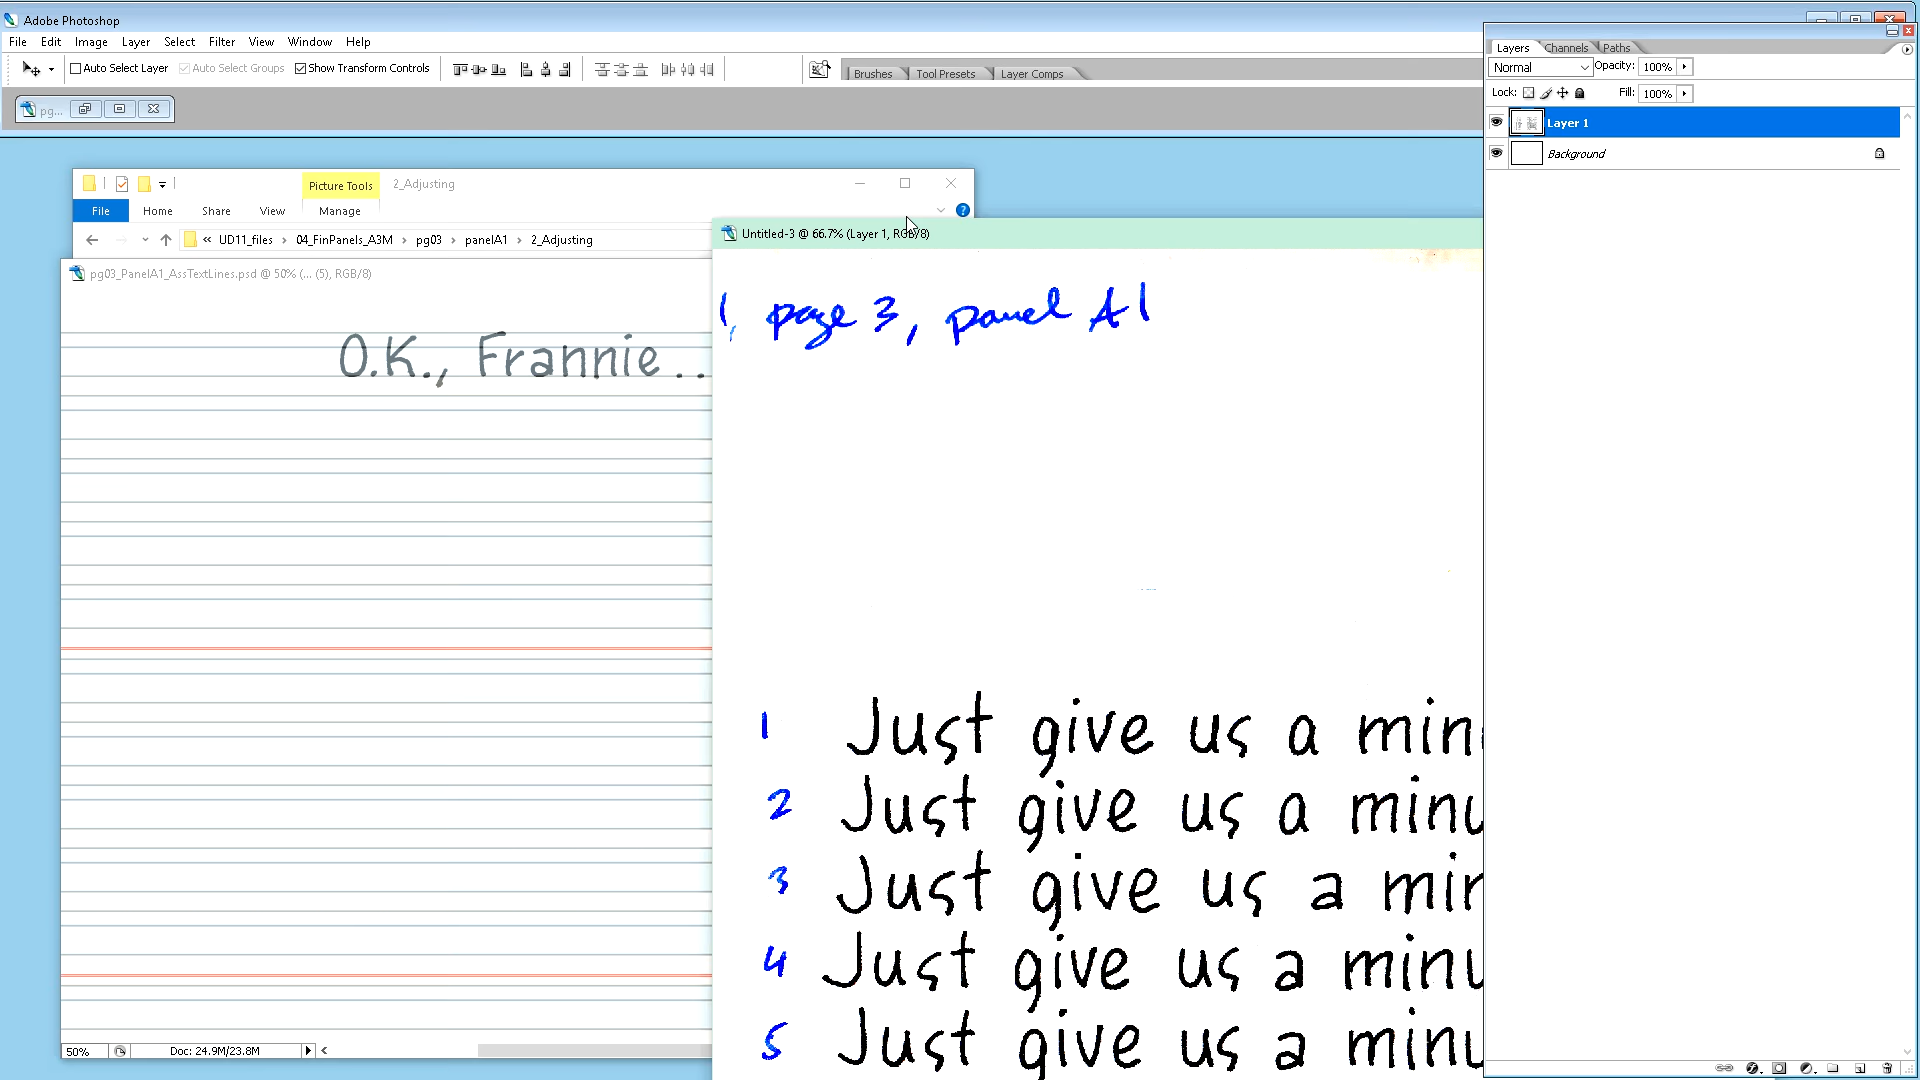 Adobe Photoshop
File Edit Image Layer Select Filter View Window Help
Auto Select Layer Auto Select Groups Show Transform Controls Brushes Tool Presets Layer Comps
pg...
Picture Tools 2_Adjusting
File Home Share View Manage
« UD11_files > 04_FinPanels_A3M > pg03 > panelA1 > 2_Adjusting
pg03_PanelA1_AssTextLines.psd @ 50% (... (5), RGB/8)
O.K., Frannie..
50% Doc: 24.9M/23.8M
Untitled-3 @ 66.7% (Layer 1, RGB/8)
1, page 3, panel A1
1 Just give us a min
2 Just give us a minu
3 Just give us a min
4 Just give us a minu
5 Just give us a minu
Layers Channels Paths
Normal Opacity: 100%
Lock: Fill: 100%
Layer 1
Background